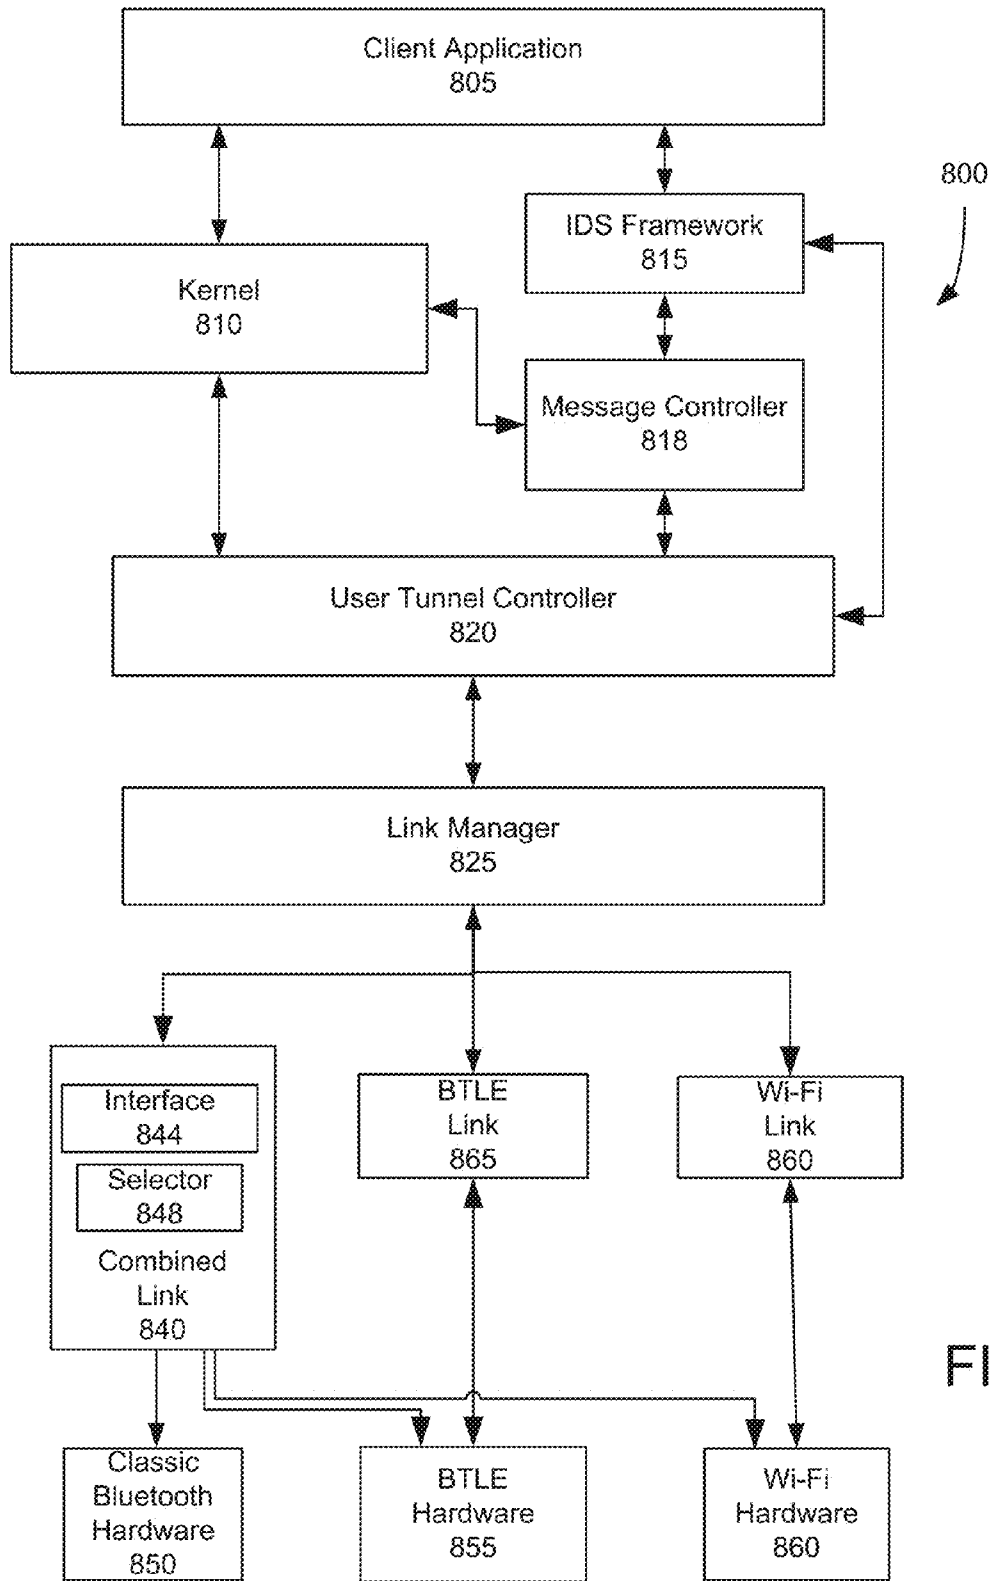 Client Application
805
800
IDS Framework
815
Kernel
810
Message Controller
818
User Tunnel Controller
820
Link Manager
825
Interface
844
Selector
848
Combined
Link
840
BTLE
Link
865
Wi-Fi
Link
860
FI
Classic
Bluetooth
Hardware
850
BTLE
Hardware
855
Wi-Fi
Hardware
860